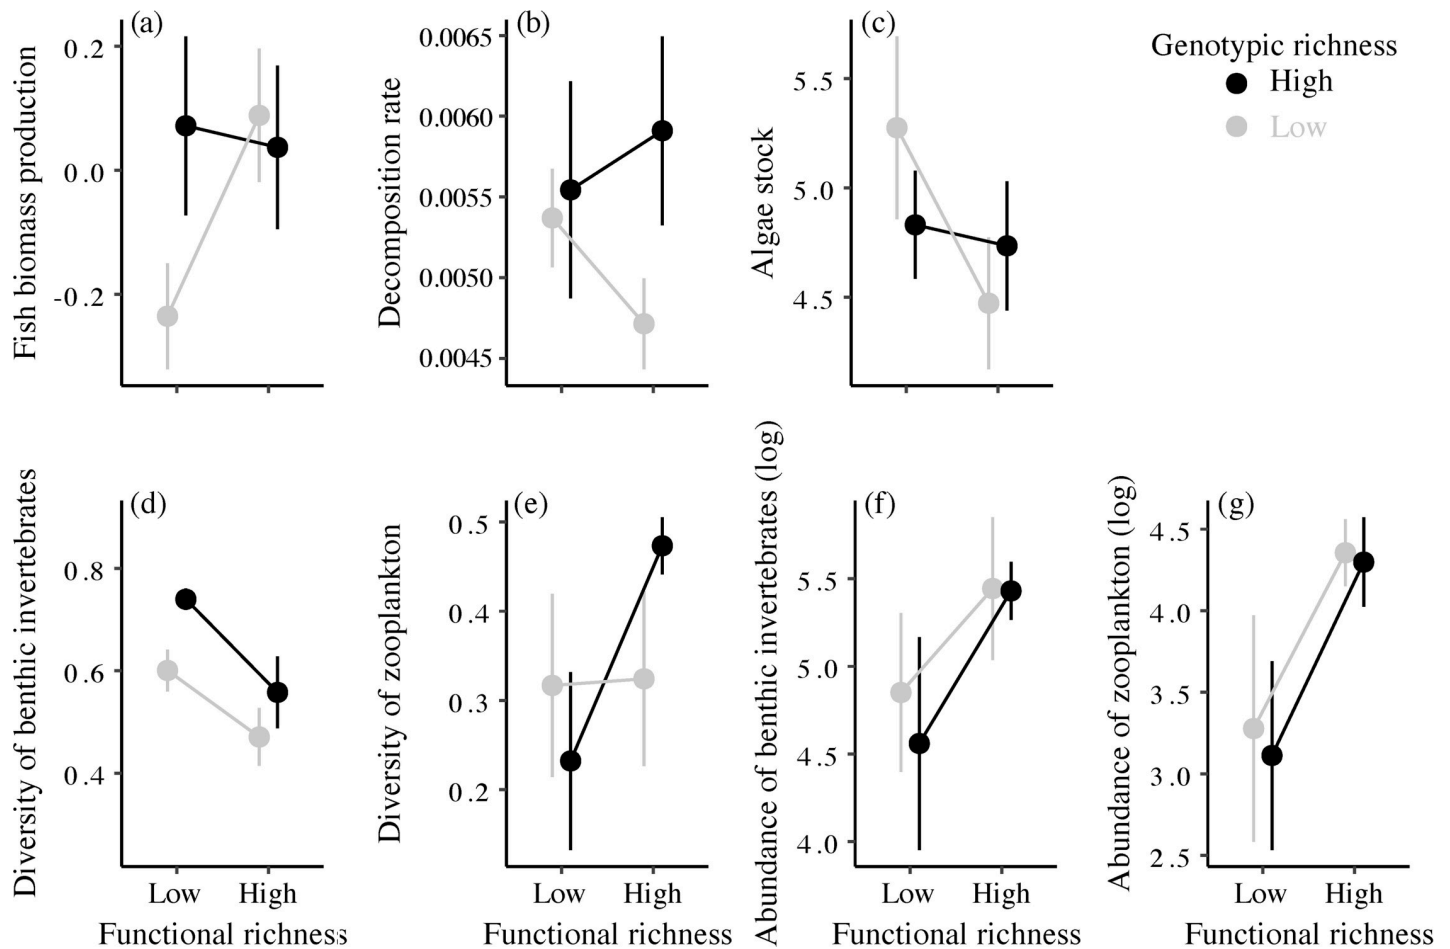 (a)
Fish biomass production
0.2
0.0
-0.2
(b)
Decomposition rate
0.0065
0.0060
0.0055
0.0050
0.0045
(c)
Algae stock
5.5
5.0
4.5
Genotypic richness
High
Low
(d)
Diversity of benthic invertebrates
0.8
0.6
0.4
Low High
Functional richness
(e)
Diversity of zooplankton
0.5
0.4
0.3
0.2
Low High
Functional richness
(f)
Abundance of benthic invertebrates (log)
5.5
5.0
4.5
4.0
Low High
Functional richness
(g)
Abundance of zooplankton (log)
4.5
4.0
3.5
3.0
2.5
Low High
Functional richness